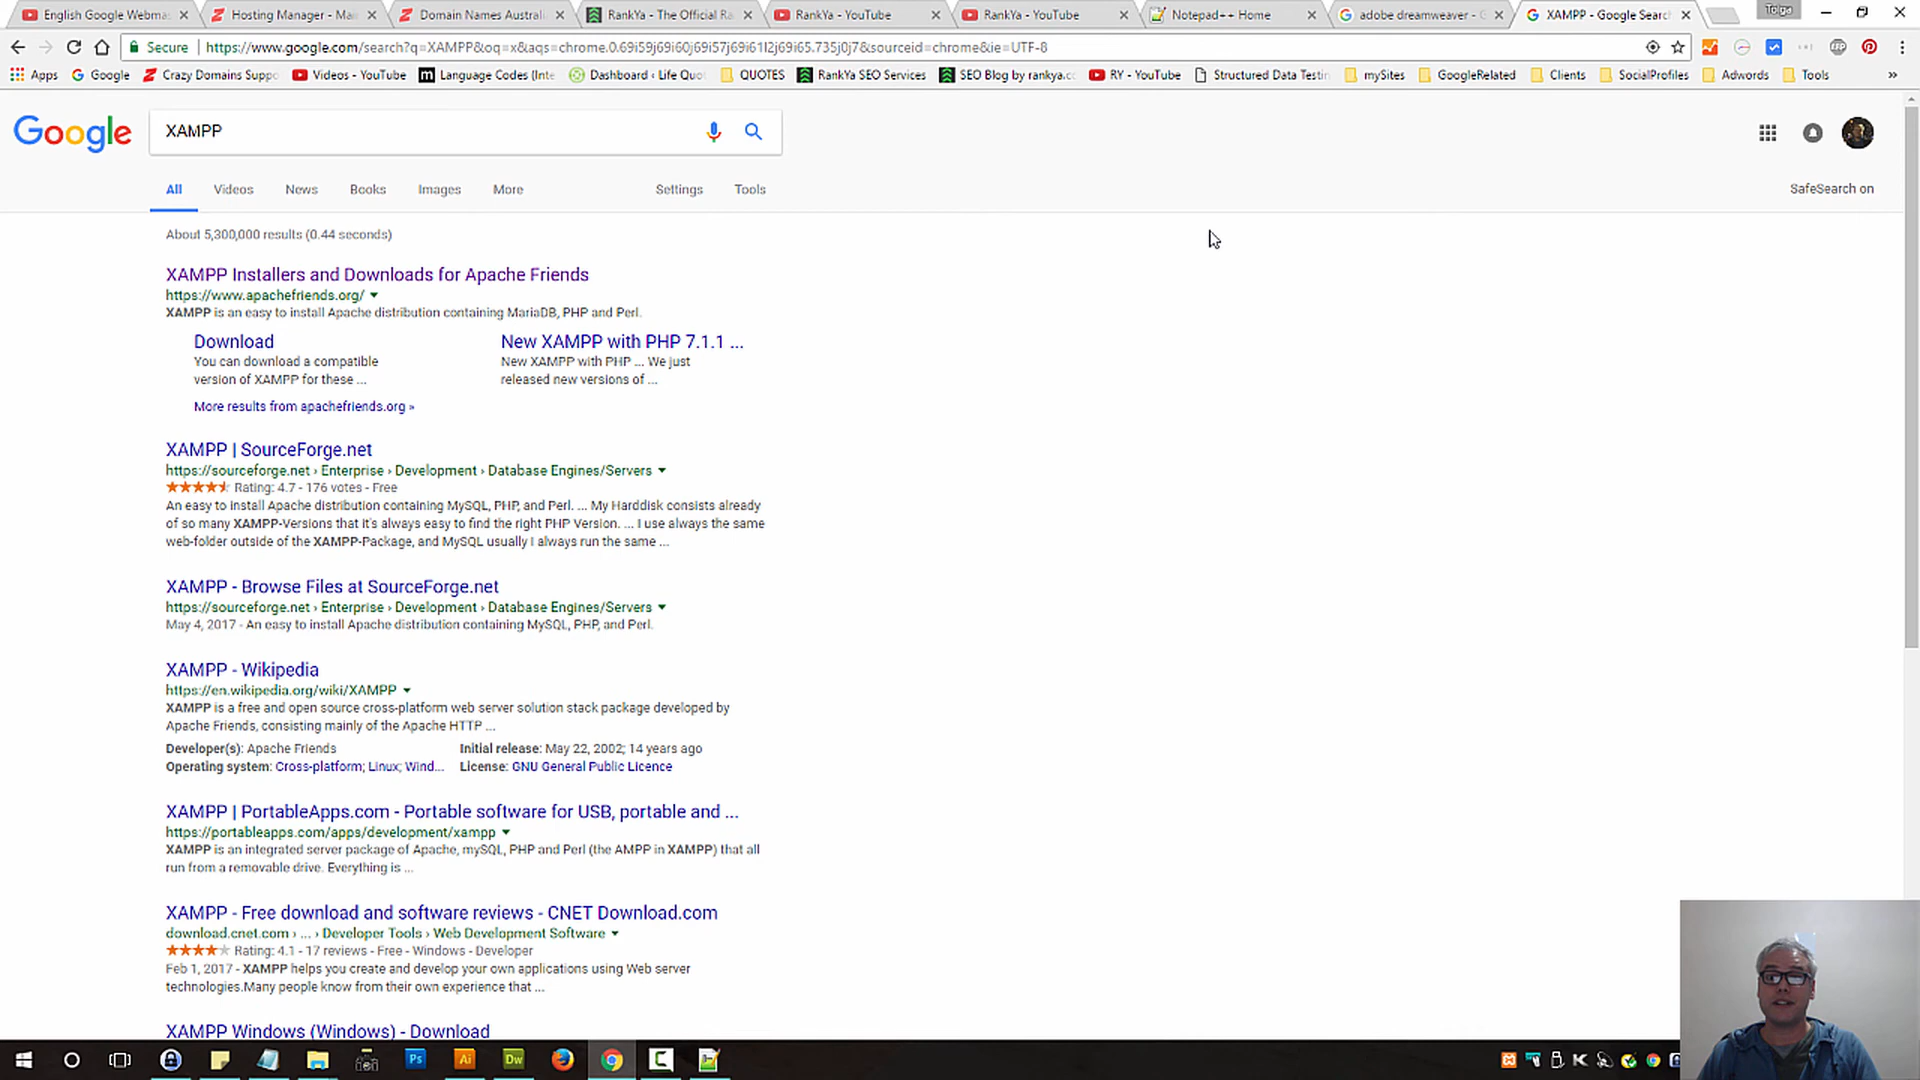 English Google Webmas
Hosting Manager - Mai
Domain Names Australi
RankYa - The Official Ra
RankYa - YouTube
RankYa - YouTube
Notepad++ Home
adobe dreamweaver - G
XAMPP - Google Search
Tolga
Secure
https://www.google.com/search?q=XAMPP&oq=x&aqs=chrome.0.69i59j69i60j69i57j69i61l2j69i65.735j0j7&sourceid=chrome&ie=UTF-8
Apps
Google
Crazy Domains Suppo
Videos - YouTube
Language Codes (Inte
Dashboard ‹ Life Quot
QUOTES
RankYa SEO Services
SEO Blog by rankya.co
RY - YouTube
Structured Data Testin
mySites
GoogleRelated
Clients
SocialProfiles
Adwords
Tools
Google
XAMPP
All
Videos
News
Books
Images
More
Settings
Tools
SafeSearch on
About 5,300,000 results (0.44 seconds)
XAMPP Installers and Downloads for Apache Friends
https://www.apachefriends.org/
XAMPP is an easy to install Apache distribution containing MariaDB, PHP and Perl.
Download
New XAMPP with PHP 7.1.1 ...
You can download a compatible
New XAMPP with PHP ... We just
version of XAMPP for these ...
released new versions of ...
More results from apachefriends.org »
XAMPP | SourceForge.net
https://sourceforge.net › Enterprise › Development › Database Engines/Servers
Rating: 4.7 - 176 votes - Free
An easy to install Apache distribution containing MySQL, PHP, and Perl. ... My Harddisk consists already
of so many XAMPP-Versions that it's always easy to find the right PHP Version. ... I use always the same
web-folder outside of the XAMPP-Package, and MySQL usually I always run the same ...
XAMPP - Browse Files at SourceForge.net
https://sourceforge.net › Enterprise › Development › Database Engines/Servers
May 4, 2017 - An easy to install Apache distribution containing MySQL, PHP, and Perl.
XAMPP - Wikipedia
https://en.wikipedia.org/wiki/XAMPP
XAMPP is a free and open source cross-platform web server solution stack package developed by
Apache Friends, consisting mainly of the Apache HTTP ...
Developer(s): Apache Friends
Initial release: May 22, 2002; 14 years ago
Operating system: Cross-platform; Linux; Wind...
License: GNU General Public Licence
XAMPP | PortableApps.com - Portable software for USB, portable and ...
https://portableapps.com/apps/development/xampp
XAMPP is an integrated server package of Apache, mySQL, PHP and Perl (the AMPP in XAMPP) that all
run from a removable drive. Everything is ...
XAMPP - Free download and software reviews - CNET Download.com
download.cnet.com › ... › Developer Tools › Web Development Software
Rating: 4.1 - 17 reviews - Free - Windows - Developer
Feb 1, 2017 - XAMPP helps you create and develop your own applications using Web server
technologies.Many people know from their own experience that ...
XAMPP Windows (Windows) - Download
Ps
Ai
Dw